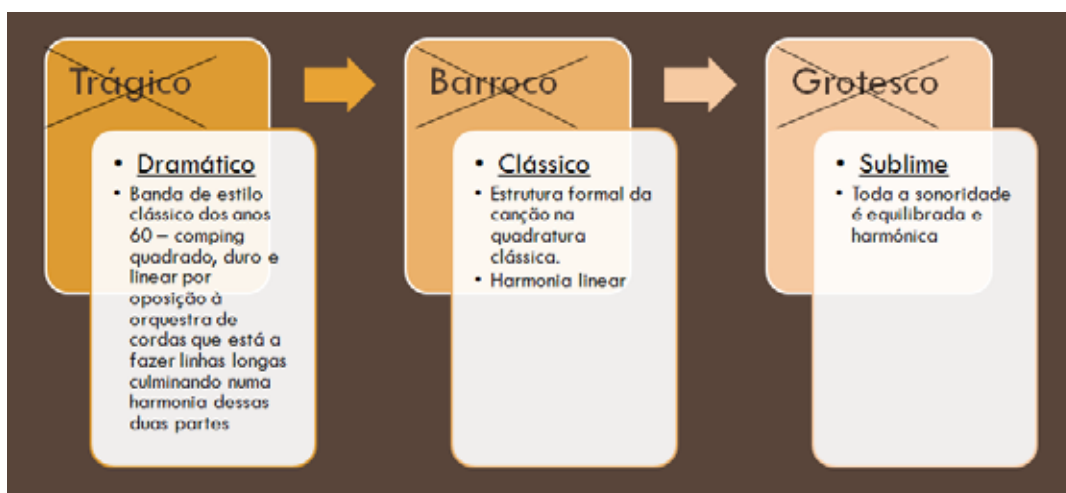 Trágico
• Dramático
• Banda de estilo
clássico dos anos
60 – comping
quadrado, duro e
linear por
oposição à
orquestra de
cordas que está a
fazer linhas longas
culminando numa
harmonia dessas
duas partes
Barroco
• Clássico
• Estrutura formal da
canção na
quadratura
clássica.
• Harmonia linear
Grotesco
• Sublime
• Toda a sonoridade
é equilibrada e
harmónica